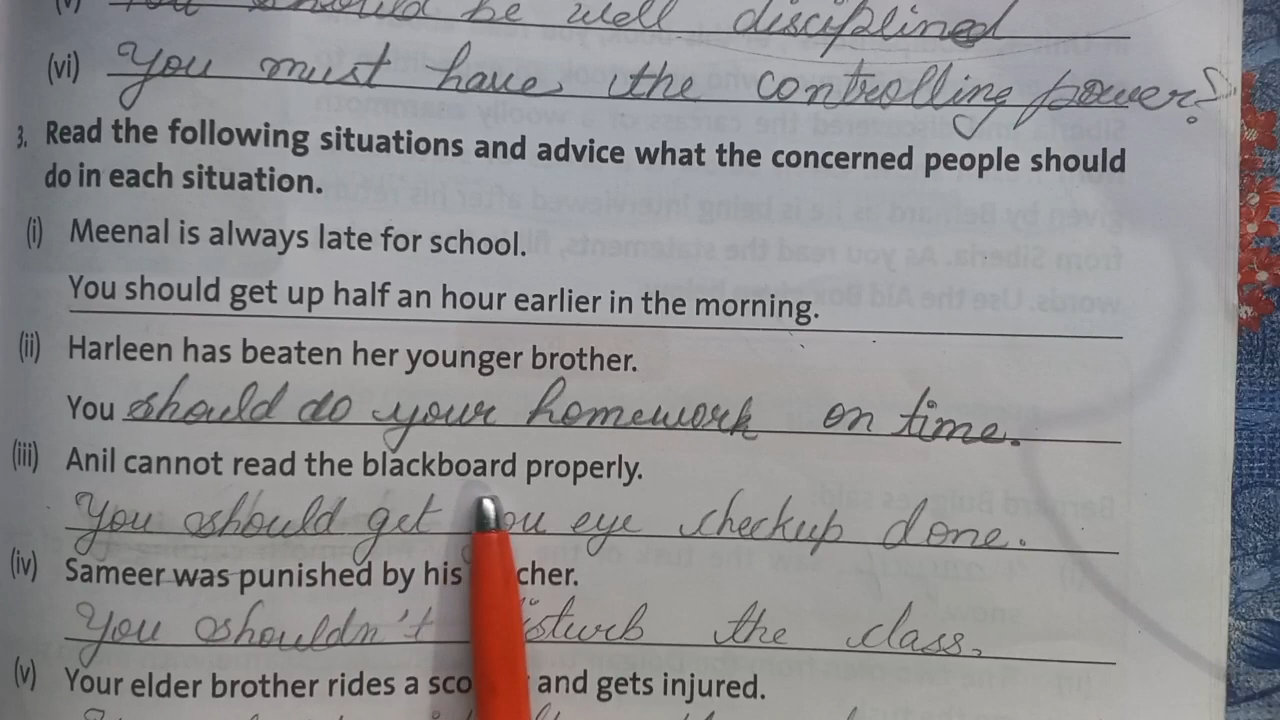 (v) You should be well disciplined
(vi) You must have the controlling power.
3. Read the following situations and advice what the concerned people should
do in each situation.
(i) Meenal is always late for school.
You should get up half an hour earlier in the morning.
(ii) Harleen has beaten her younger brother.
You should do your homework on time.
(iii) Anil cannot read the blackboard properly.
You should get you eye checkup done.
(iv) Sameer was punished by his cher.
You shouldn't isturb the class.
(v) Your elder brother rides a sco and gets injured.